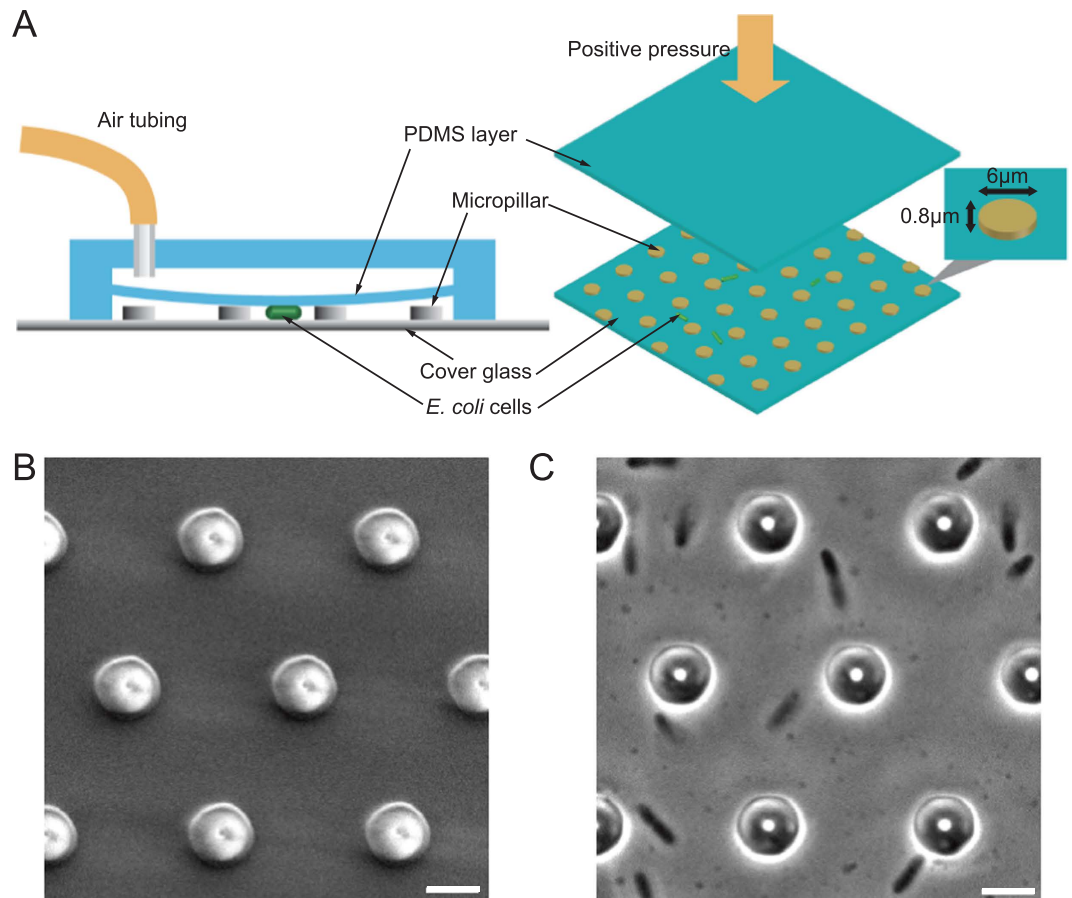 A
Positive pressure
Air tubing
PDMS layer
Micropillar
6μm
0.8μm
Cover glass
E. coli cells
B
C